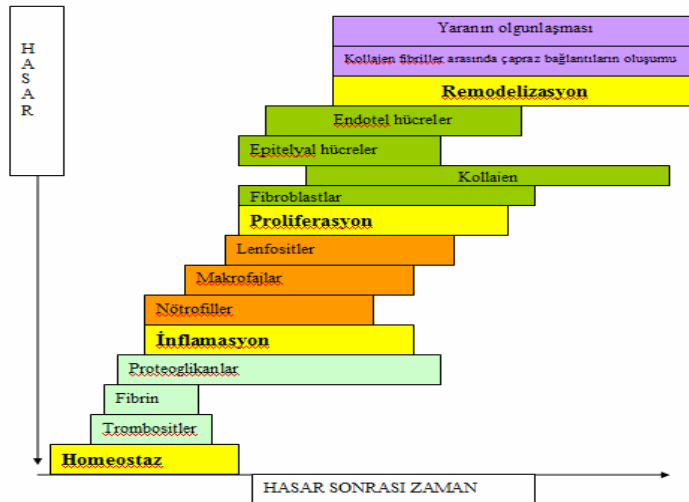 HASAR
Yaranın olgunlaşması
Kollajen fibriller arasında çapraz bağlantıların oluşumu
Remodelizasyon
Endotel hücreler
Epitelyal hücreler
Kollajen
Fibroblastlar
Proliferasyon
Lenfositler
Makrofajlar
Nötrofiller
İnflamasyon
Proteoglikanlar
Fibrin
Trombositler
Homeostaz
HASAR SONRASI ZAMAN